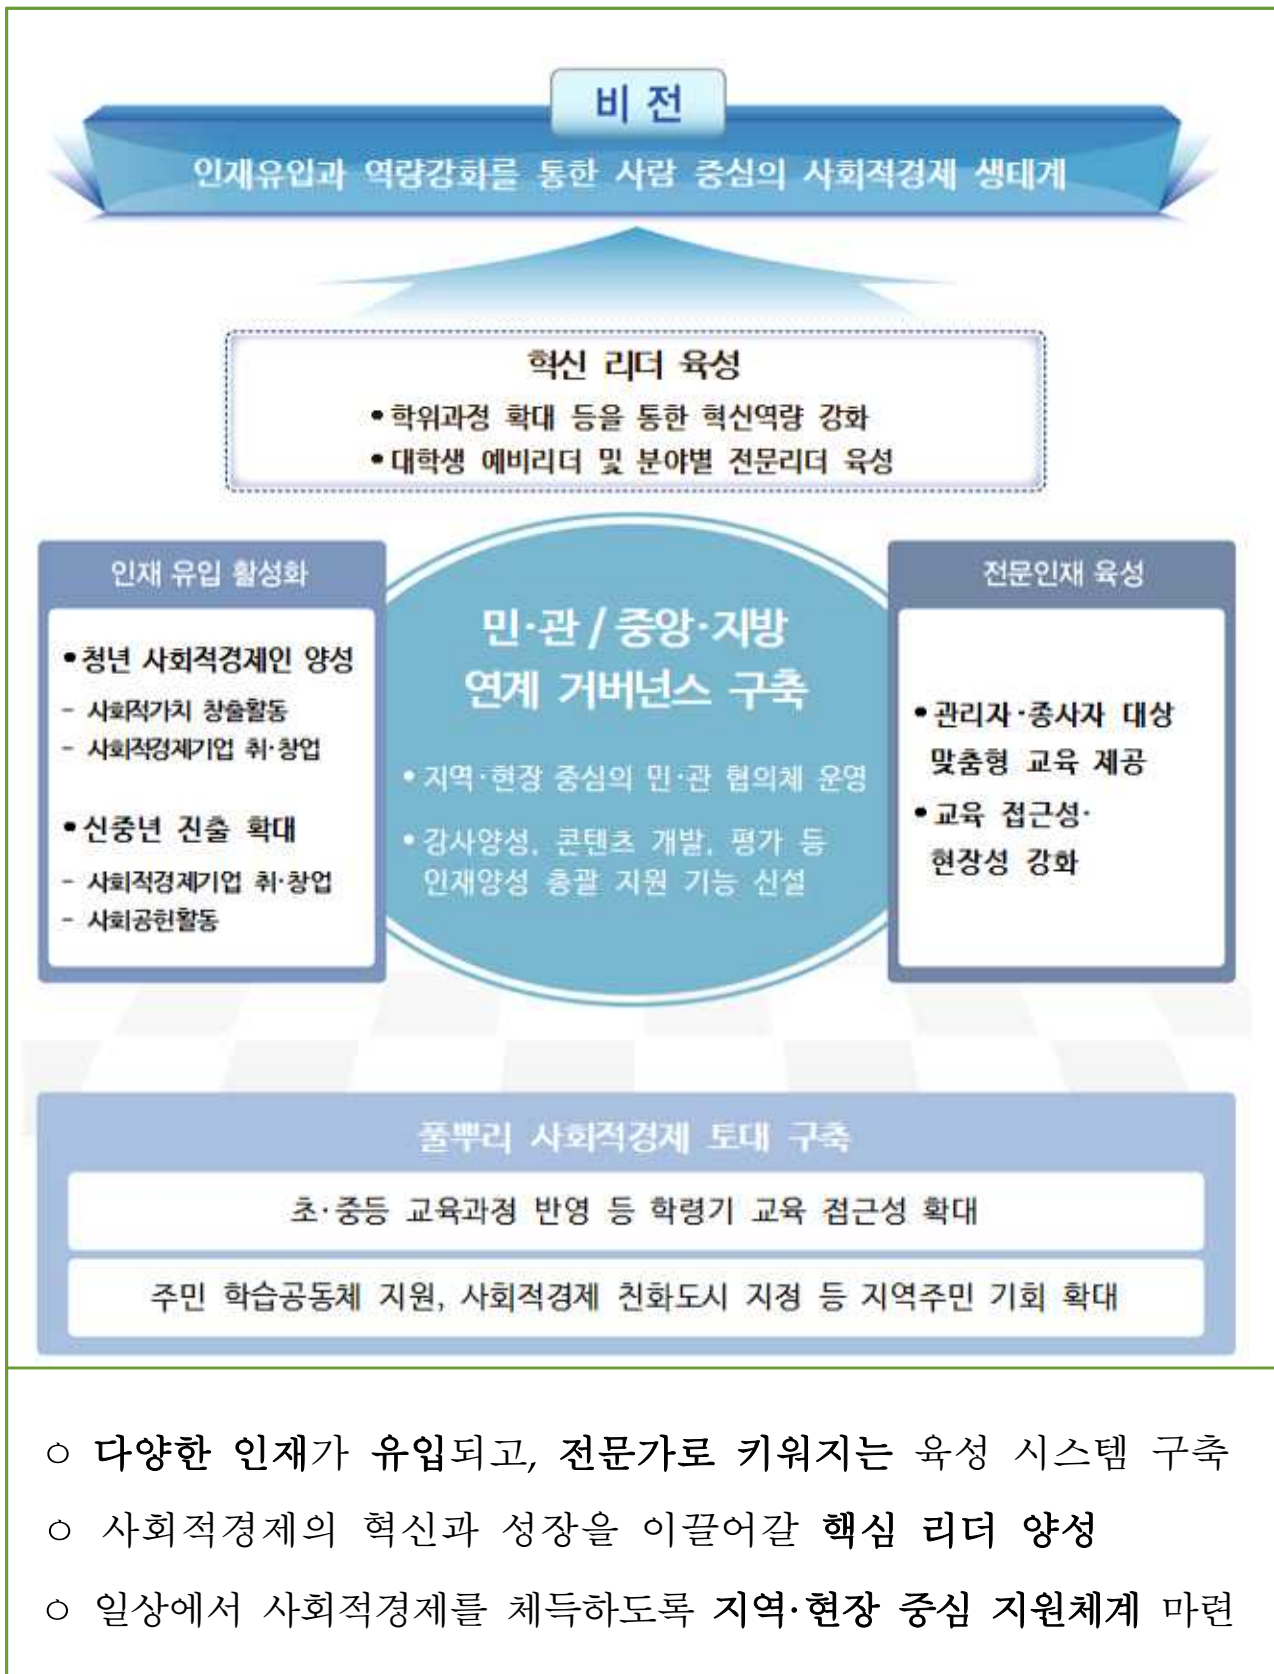 비 전
인재유입과 역량강화를 통한 사람 중심의 사회적경제 생태계
혁신 리더 육성
• 학위과정 확대 등을 통한 혁신역량 강화
• 대학생 예비리더 및 분야별 전문리더 육성
인재 유입 활성화
• 청년 사회적경제인 양성
- 사회적가치 창출활동
- 사회적경제기업 취·창업
• 신중년 진출 확대
- 사회적경제기업 취·창업
- 사회공헌활동
민·관 / 중앙·지방
연계 거버넌스 구축
• 지역·현장 중심의 민·관 협의체 운영
• 강사양성, 콘텐츠 개발, 평가 등
인재양성 총괄 지원 기능 신설
전문인재 육성
• 관리자·종사자 대상
맞춤형 교육 제공
• 교육 접근성·
현장성 강화
풀뿌리 사회적경제 토대 구축
초·중등 교육과정 반영 등 학령기 교육 접근성 확대
주민 학습공동체 지원, 사회적경제 친화도시 지정 등 지역주민 기회 확대
ㅇ 다양한 인재가 유입되고, 전문가로 키워지는 육성 시스템 구축
ㅇ 사회적경제의 혁신과 성장을 이끌어갈 핵심 리더 양성
ㅇ 일상에서 사회적경제를 체득하도록 지역·현장 중심 지원체계 마련